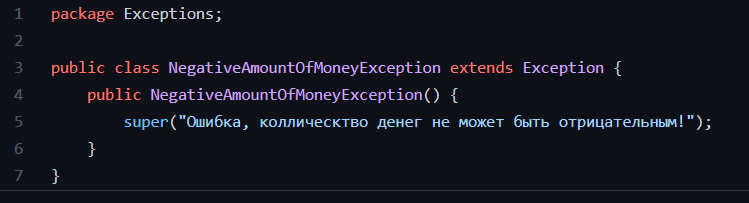 1 package Exceptions;
2
3 public class NegativeAmountOfMoneyException extends Exception {
4 public NegativeAmountOfMoneyException() {
5 super("Ошибка, коллическтво денег не может быть отрицательным!");
6 }
7 }